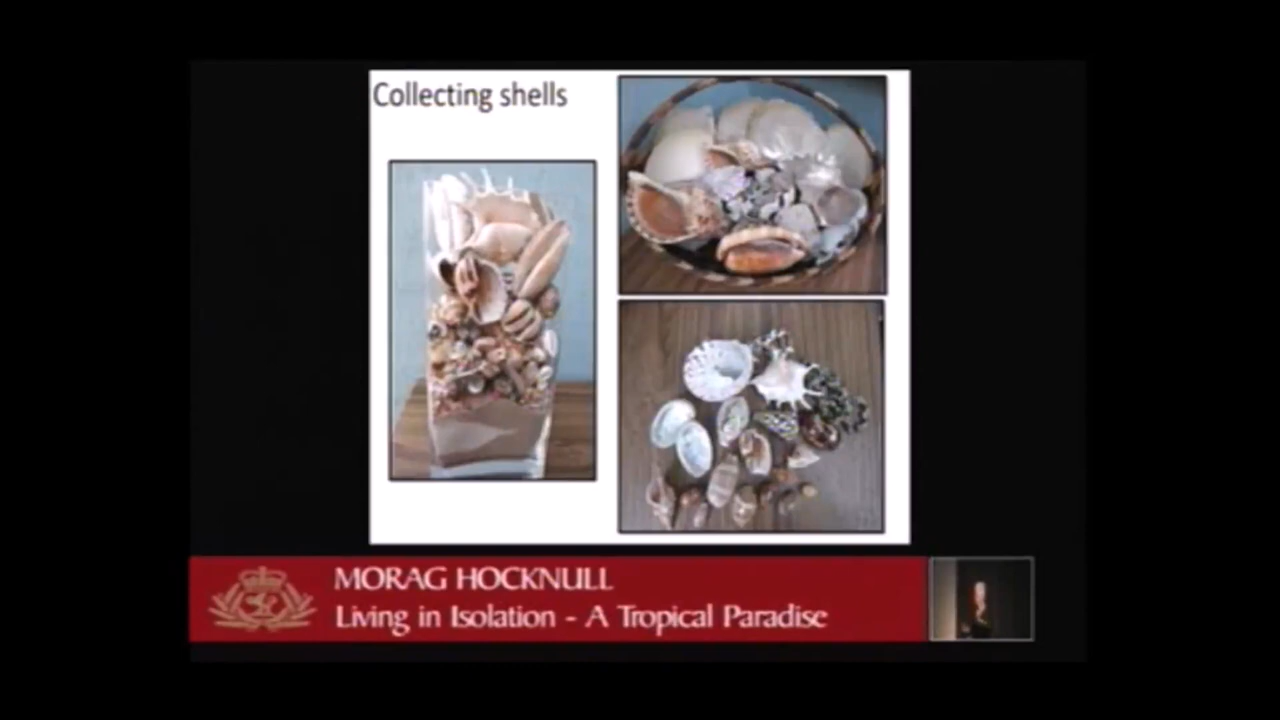 Collecting shells
MORAG HOCKNULL
Living in Isolation - A Tropical Paradise